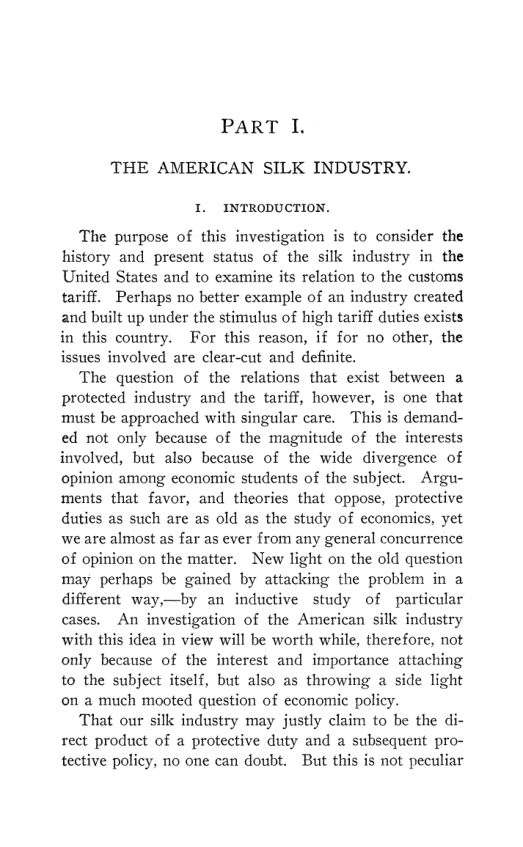 PART I.
THE AMERICAN SILK INDUSTRY.
I. INTRODUCTION.
The purpose of this investigation is to consider the
history and present status of the silk industry in the
United States and to examine its relation to the customs
tariff. Perhaps no better example of an industry created
and built up under the stimulus of high tariff duties exists
in this country. For this reason, if for no other, the
issues involved are clear-cut and definite.
The question of the relations that exist between a
protected industry and the tariff, however, is one that
must be approached with singular care. This is demand-
ed not only because of the magnitude of the interests
involved, but also because of the wide divergence of
opinion among economic students of the subject. Argu-
ments that favor, and theories that oppose, protective
duties as such are as old as the study of economics, yet
we are almost as far as ever from any general concurrence
of opinion on the matter. New light on the old question
may perhaps be gained by attacking the problem in a
different way,—by an inductive study of particular
cases. An investigation of the American silk industry
with this idea in view will be worth while, therefore, not
only because of the interest and importance attaching
to the subject itself, but also as throwing a side light
on a much mooted question of economic policy.
That our silk industry may justly claim to be the di-
rect product of a protective duty and a subsequent pro-
tective policy, no one can doubt. But this is not peculiar